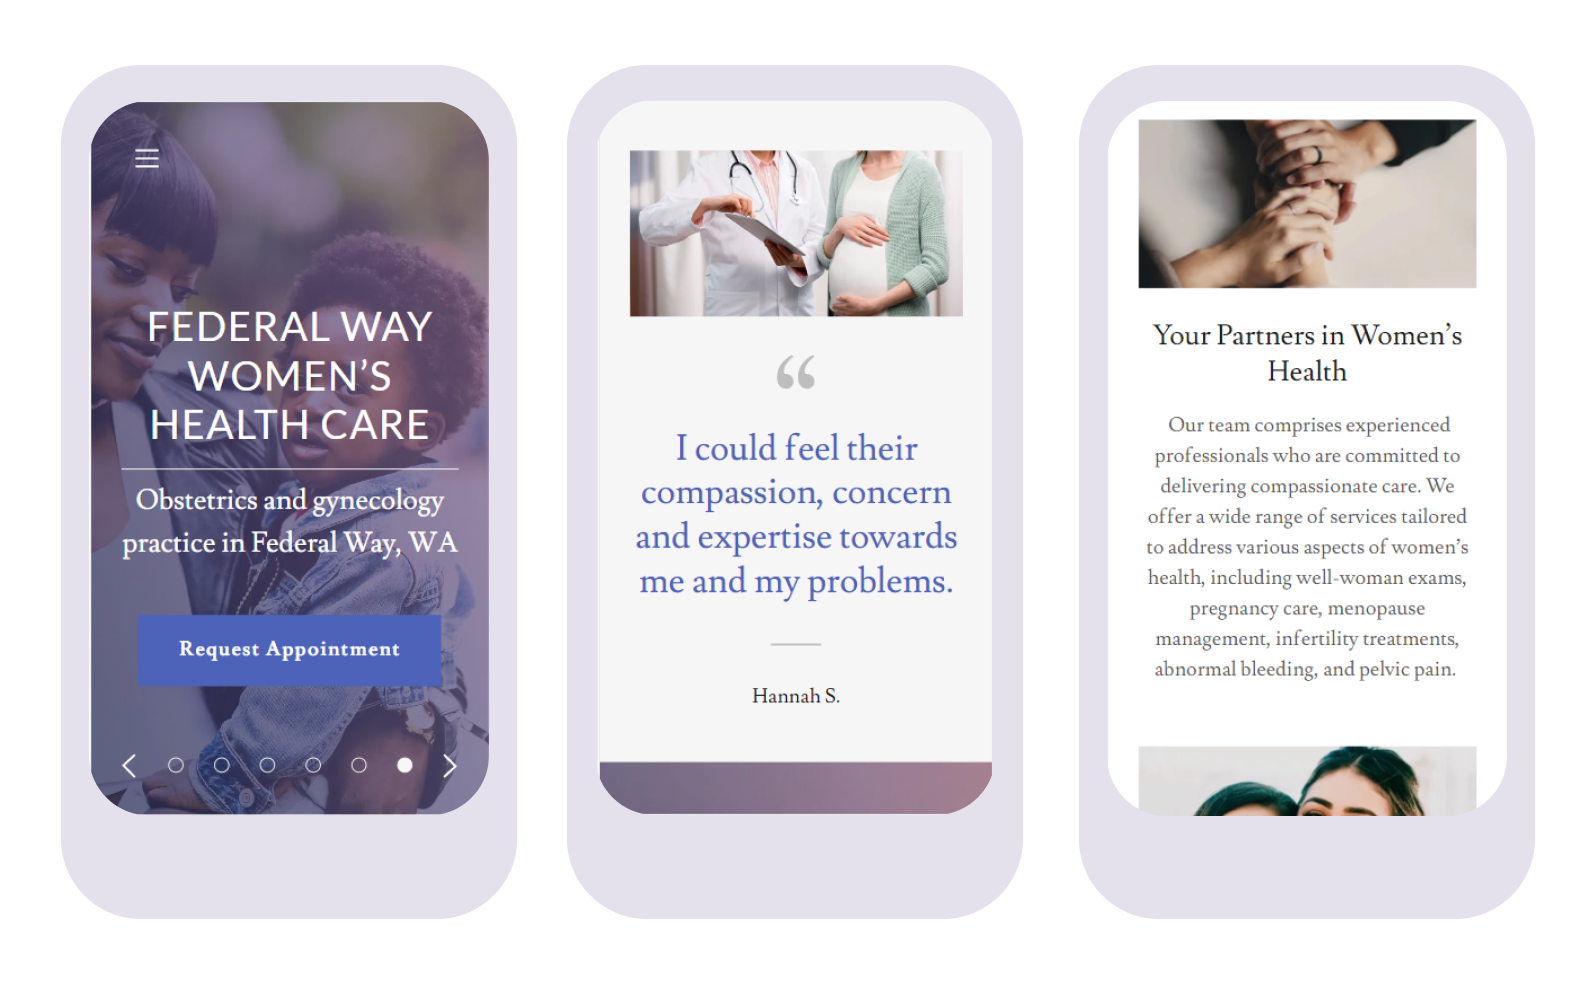 FEDERAL WAY
WOMEN’S
HEALTH CARE
Obstetrics and gynecology
practice in Federal Way, WA
Request Appointment
“
I could feel their
compassion, concern
and expertise towards
me and my problems.
Hannah S.
Your Partners in Women’s
Health
Our team comprises experienced
professionals who are committed to
delivering compassionate care. We
offer a wide range of services tailored
to address various aspects of women’s
health, including well-woman exams,
pregnancy care, menopause
management, infertility treatments,
abnormal bleeding, and pelvic pain.